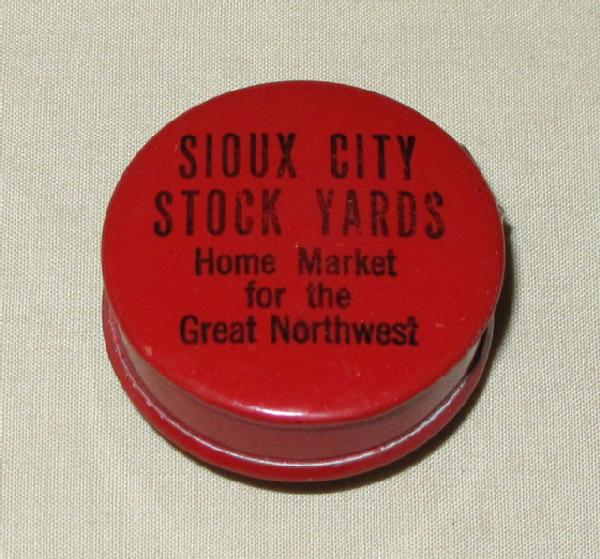 SIOUX CITY
STOCK YARDS
Home Market
for the
Great Northwest